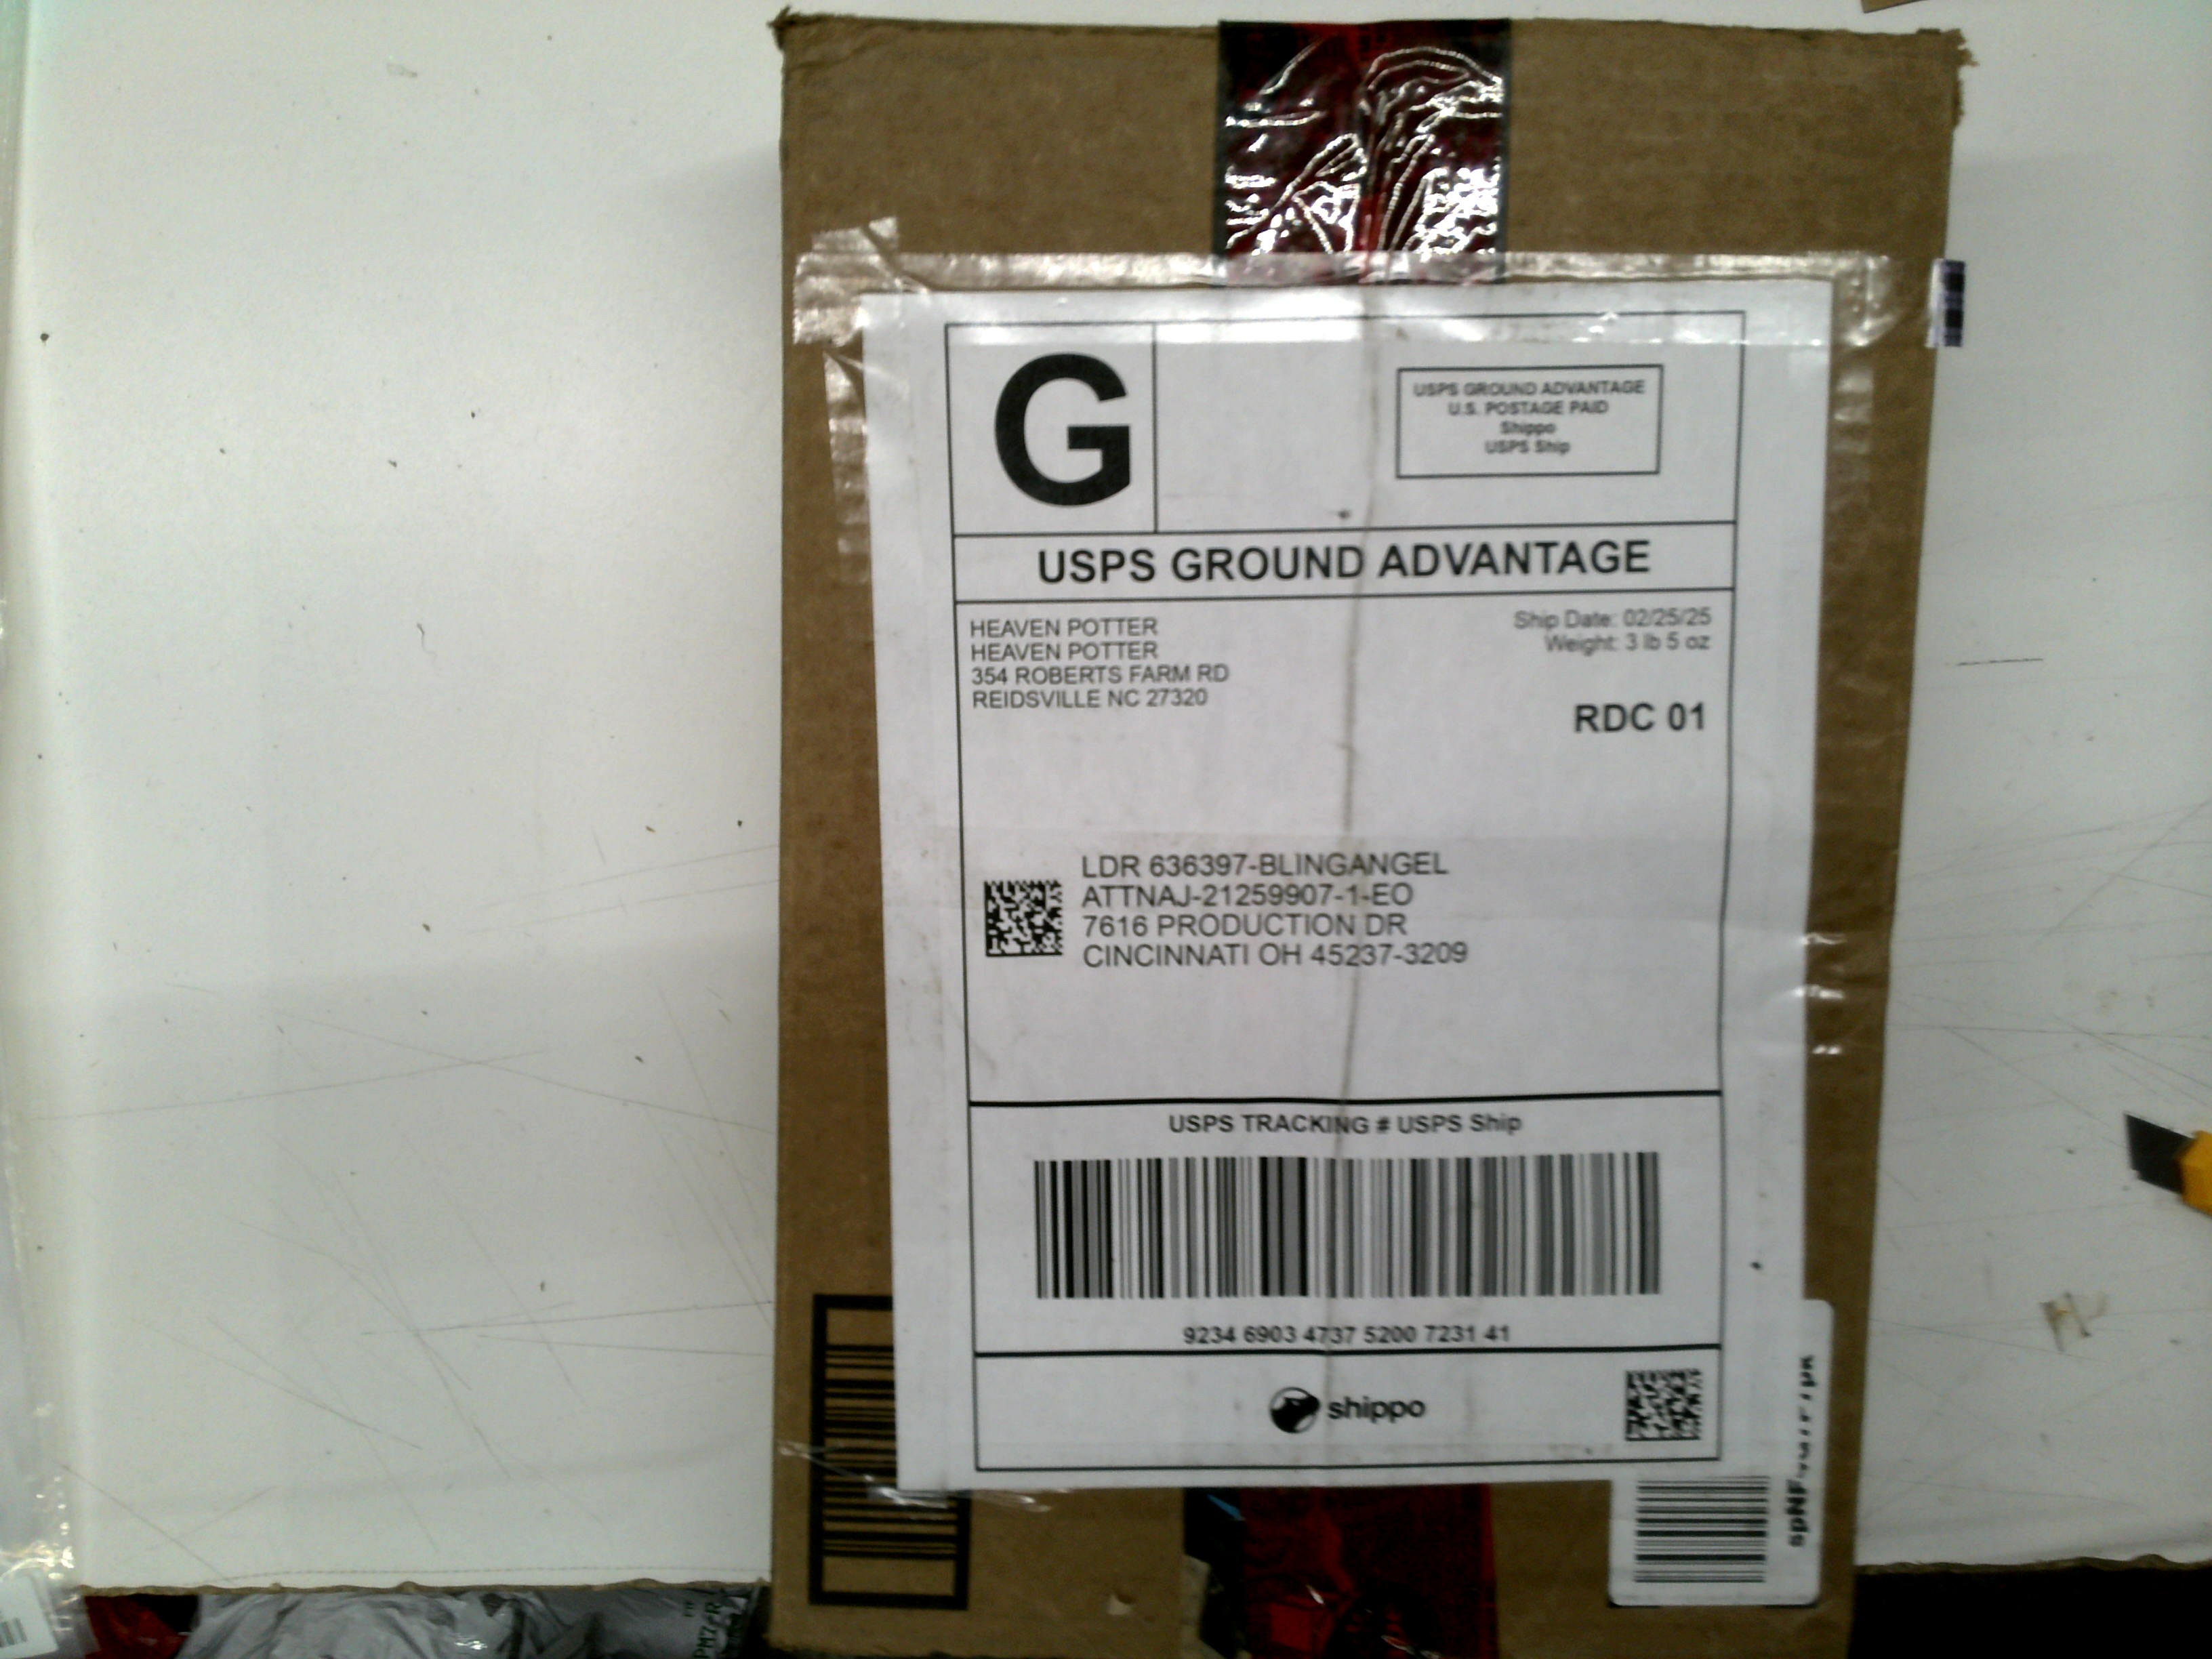 G
USPS GROUND ADVANTAGE
U.S. POSTAGE PAID
Shippo
USPS Ship
USPS GROUND ADVANTAGE
HEAVEN POTTER
HEAVEN POTTER
354 ROBERTS FARM RD
REIDSVILLE NC 27320
Ship Date: 02/25/25
Weight: 3 lb 5 oz
RDC 01
LDR 636397-BLINGANGEL
ATTNAJ-21259907-1-EO
7616 PRODUCTION DR
CINCINNATI OH 45237-3209
USPS TRACKING # USPS Ship
9234 6903 4737 5200 7231 41
shippo